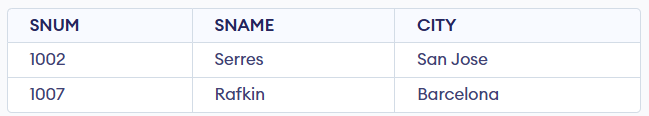 SNUM SNAME CITY
1002 Serres San Jose
1007 Rafkin Barcelona